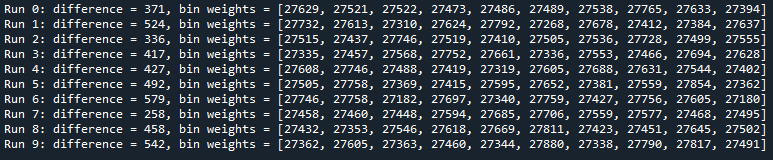 Run 0: difference = 371, bin weights = [27629, 27521, 27522, 27473, 27486, 27489, 27538, 27765, 27633, 27394]
Run 1: difference = 524, bin weights = [27732, 27613, 27310, 27624, 27792, 27268, 27678, 27412, 27384, 27637]
Run 2: difference = 336, bin weights = [27515, 27437, 27746, 27519, 27410, 27505, 27536, 27728, 27499, 27555]
Run 3: difference = 417, bin weights = [27335, 27457, 27568, 27752, 27661, 27336, 27553, 27466, 27694, 27628]
Run 4: difference = 427, bin weights = [27608, 27746, 27488, 27419, 27319, 27605, 27688, 27631, 27544, 27402]
Run 5: difference = 492, bin weights = [27505, 27758, 27369, 27415, 27595, 27652, 27381, 27559, 27854, 27362]
Run 6: difference = 579, bin weights = [27746, 27758, 27182, 27697, 27340, 27759, 27427, 27756, 27605, 27180]
Run 7: difference = 258, bin weights = [27458, 27460, 27448, 27594, 27685, 27706, 27559, 27577, 27468, 27495]
Run 8: difference = 458, bin weights = [27432, 27353, 27546, 27618, 27669, 27811, 27423, 27451, 27645, 27502]
Run 9: difference = 542, bin weights = [27362, 27605, 27363, 27460, 27344, 27880, 27338, 27790, 27817, 27491]